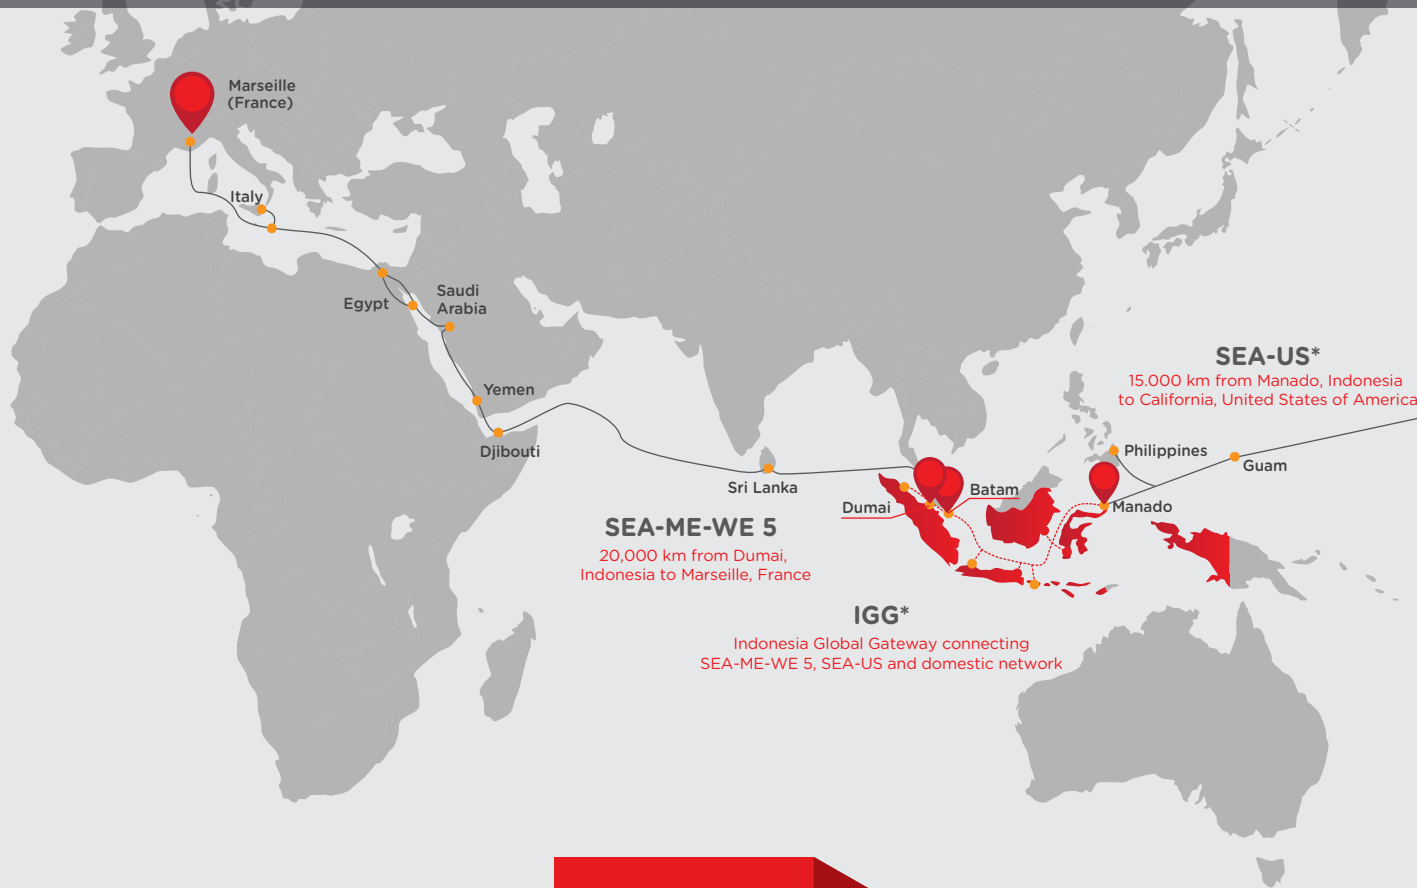 Marseille
(France)
Italy
Egypt
Saudi
Arabia
Yemen
Djibouti
Sri Lanka
SEA-US*
15.000 km from Manado, Indonesia
to California, United States of America
Philippines
Guam
Manado
Batam
Dumai
SEA-ME-WE 5
20,000 km from Dumai,
Indonesia to Marseille, France
IGG*
Indonesia Global Gateway connecting
SEA-ME-WE 5, SEA-US and domestic network